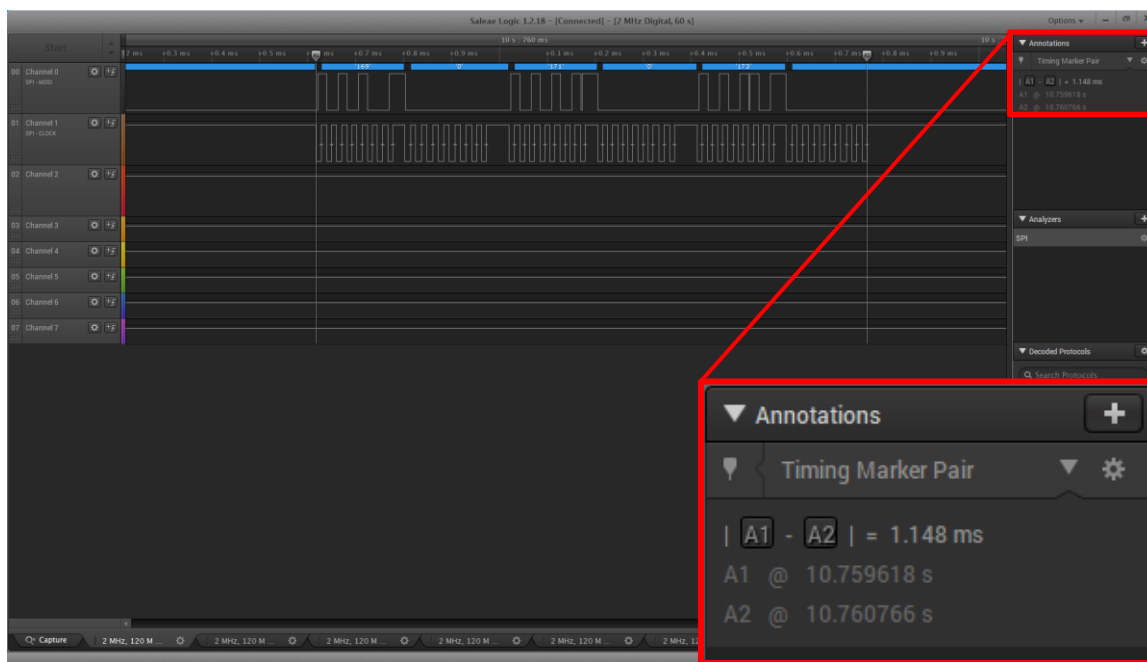 Saleae Logic 1.2.18 - [Connected] - [2 MHz Digital, 60 s]
Options
Start
10 s : 760 ms
10 s
2 ms +0.3 ms +0.4 ms +0.5 ms +0.7 ms +0.8 ms +0.9 ms +0.1 ms +0.2 ms +0.3 ms +0.4 ms +0.5 ms +0.6 ms +0.7 ms +0.8 ms +0.9 ms
00 Channel 0
SPI - MOSI
'169' '0' '171' '0' '173'
01 Channel 1
SPI - CLOCK
02 Channel 2
03 Channel 3
04 Channel 4
05 Channel 5
06 Channel 6
07 Channel 7
Annotations
Timing Marker Pair
| A1 - A2 | = 1.148 ms
A1 @ 10.759618 s
A2 @ 10.760766 s
Analyzers
SPI
Decoded Protocols
Search Protocols
Annotations
Timing Marker Pair
| A1 - A2 | = 1.148 ms
A1 @ 10.759618 s
A2 @ 10.760766 s
Capture 2 MHz, 120 M ... 2 MHz, 120 M ... 2 MHz, 120 M ... 2 MHz, 120 M ... 2 MHz, 120 M ... 2 MHz, 1